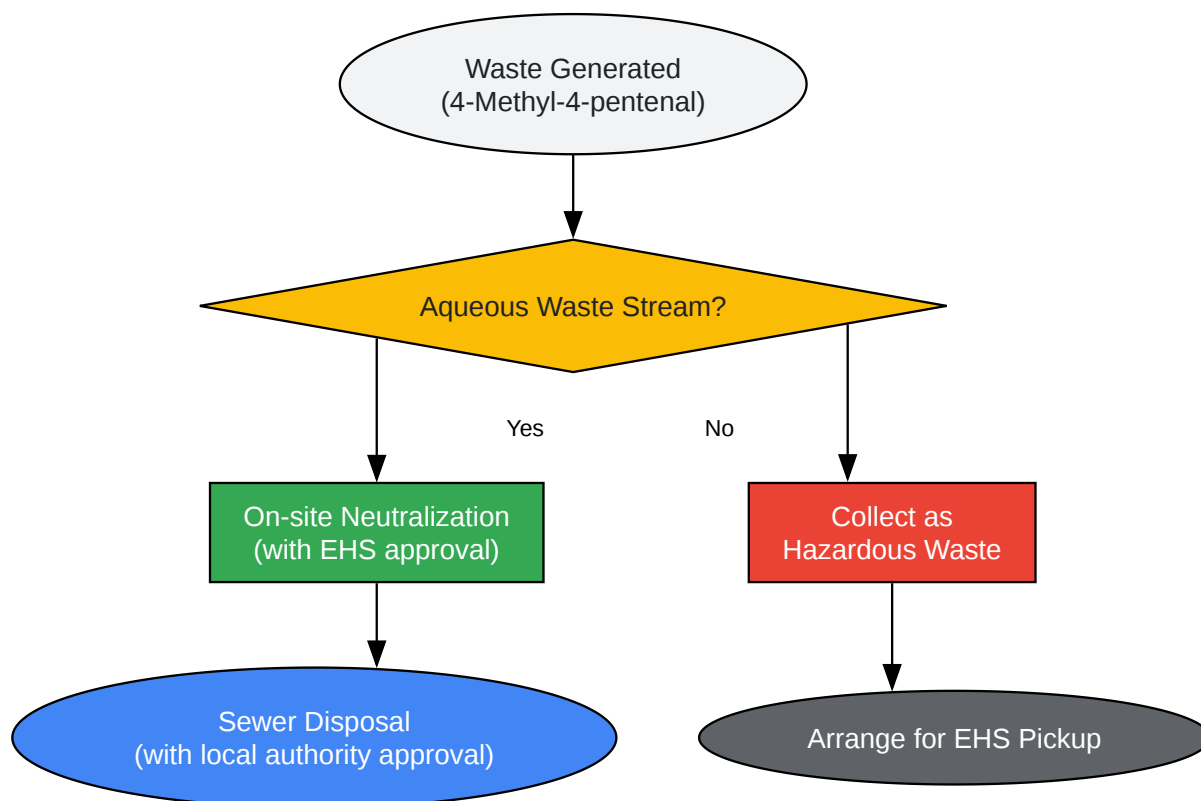 Waste Generated
(4-Methyl-4-pentenal)
Aqueous Waste Stream?
Yes
No
On-site Neutralization
(with EHS approval)
Collect as
Hazardous Waste
Sewer Disposal
(with local authority approval)
Arrange for EHS Pickup